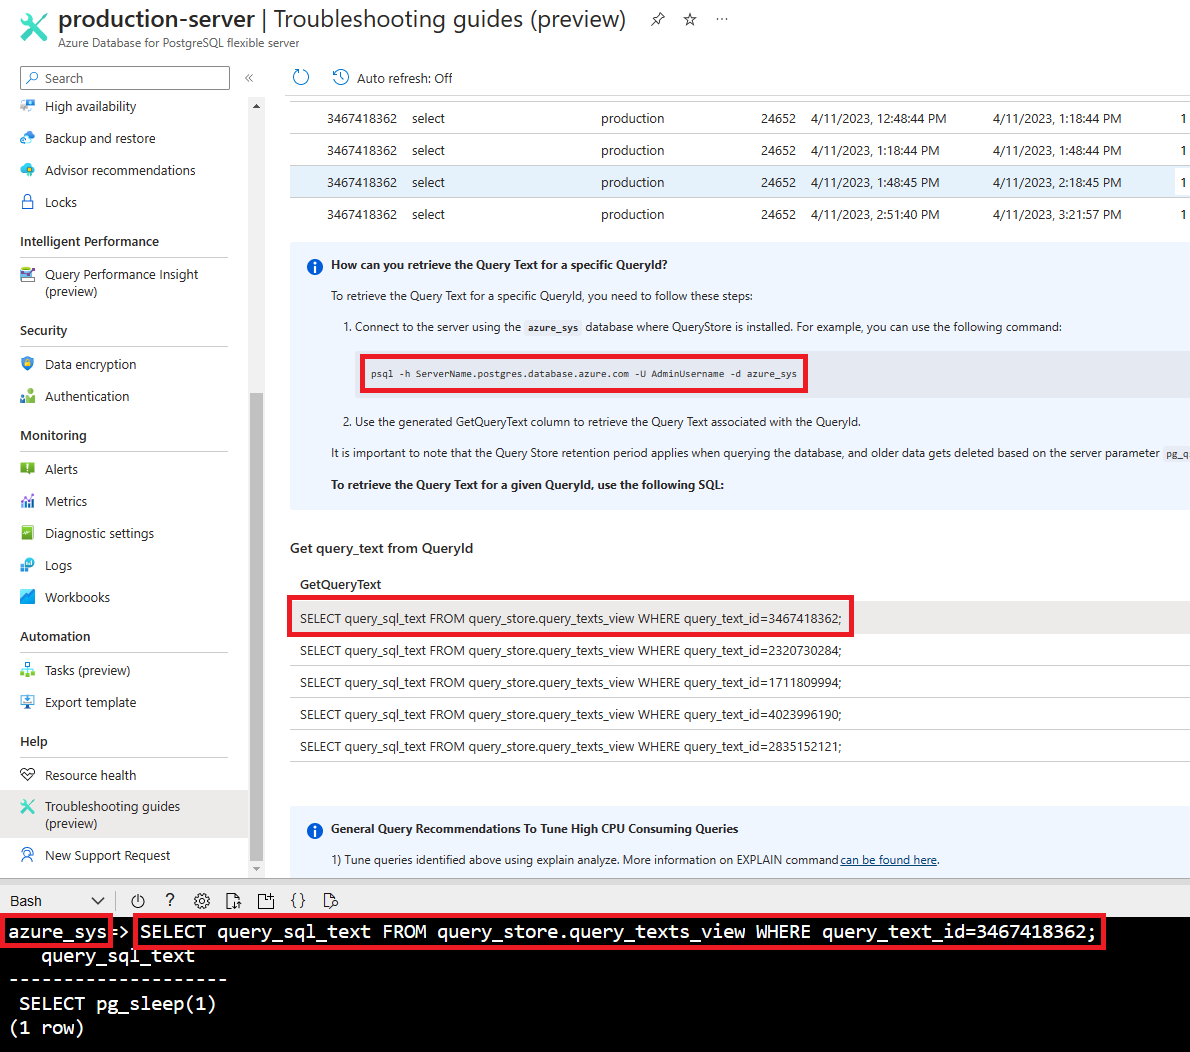 production-server | Troubleshooting guides (preview)
Azure Database for PostgreSQL flexible server
Search
Auto refresh: Off
High availability
Backup and restore
Advisor recommendations
Locks
Intelligent Performance
Query Performance Insight
(preview)
Security
Data encryption
Authentication
Monitoring
Alerts
Metrics
Diagnostic settings
Logs
Workbooks
Automation
Tasks (preview)
Export template
Help
Resource health
Troubleshooting guides
(preview)
New Support Request
3467418362 select production 24652 4/11/2023, 12:48:44 PM 4/11/2023, 1:18:44 PM 1
3467418362 select production 24652 4/11/2023, 1:18:44 PM 4/11/2023, 1:48:44 PM 1
3467418362 select production 24652 4/11/2023, 1:48:45 PM 4/11/2023, 2:18:45 PM 1
3467418362 select production 24652 4/11/2023, 2:51:40 PM 4/11/2023, 3:21:57 PM 1
How can you retrieve the Query Text for a specific QueryId?
To retrieve the Query Text for a specific QueryId, you need to follow these steps:
1. Connect to the server using the azure_sys database where QueryStore is installed. For example, you can use the following command:
psql -h ServerName.postgres.database.azure.com -U AdminUsername -d azure_sys
2. Use the generated GetQueryText column to retrieve the Query Text associated with the QueryId.
It is important to note that the Query Store retention period applies when querying the database, and older data gets deleted based on the server parameter pg_q
To retrieve the Query Text for a given QueryId, use the following SQL:
Get query_text from QueryId
GetQueryText
SELECT query_sql_text FROM query_store.query_texts_view WHERE query_text_id=3467418362;
SELECT query_sql_text FROM query_store.query_texts_view WHERE query_text_id=2320730284;
SELECT query_sql_text FROM query_store.query_texts_view WHERE query_text_id=1711809994;
SELECT query_sql_text FROM query_store.query_texts_view WHERE query_text_id=4023996190;
SELECT query_sql_text FROM query_store.query_texts_view WHERE query_text_id=2835152121;
General Query Recommendations To Tune High CPU Consuming Queries
1) Tune queries identified above using explain analyze. More information on EXPLAIN command can be found here.
Bash
azure_sys=> SELECT query_sql_text FROM query_store.query_texts_view WHERE query_text_id=3467418362;
query_sql_text
--------------------
SELECT pg_sleep(1)
(1 row)